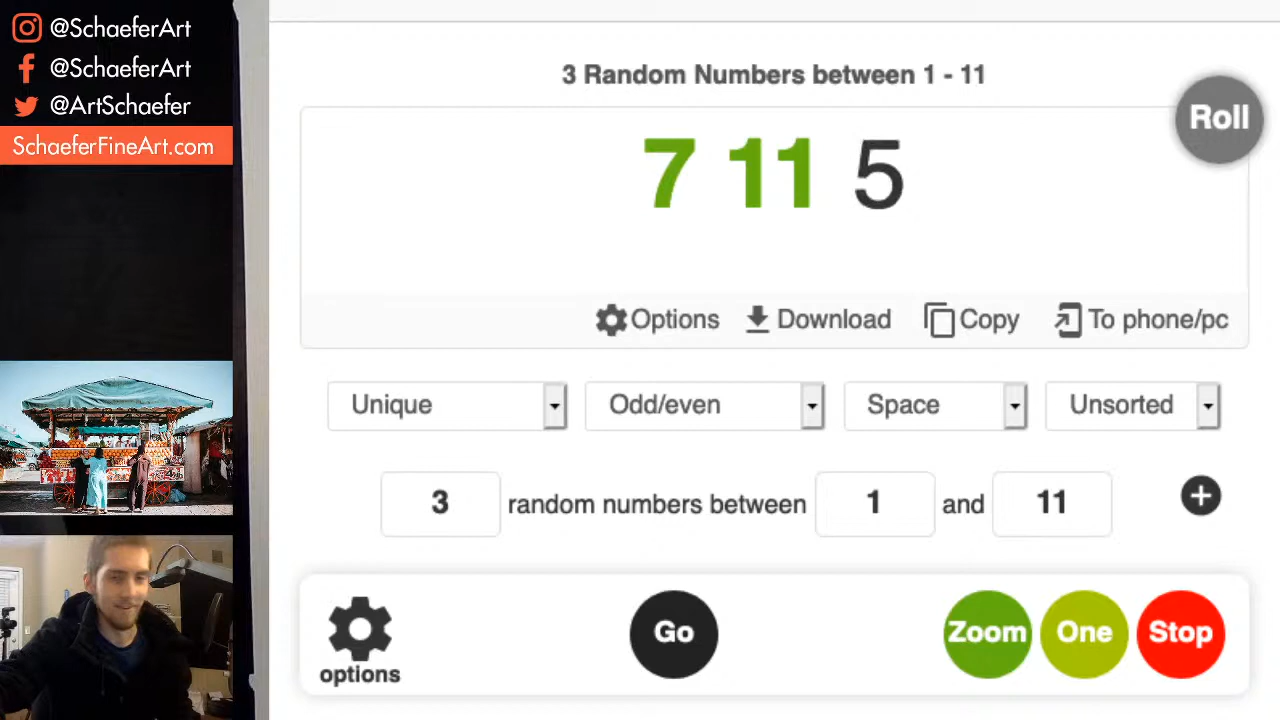 @SchaeferArt
@SchaeferArt
@ArtSchaefer
SchaeferFineArt.com
3 Random Numbers between 1 - 11
Roll
7 11 5
Options Download Copy To phone/pc
Unique Odd/even Space Unsorted
3 random numbers between 1 and 11
options Go Zoom One Stop